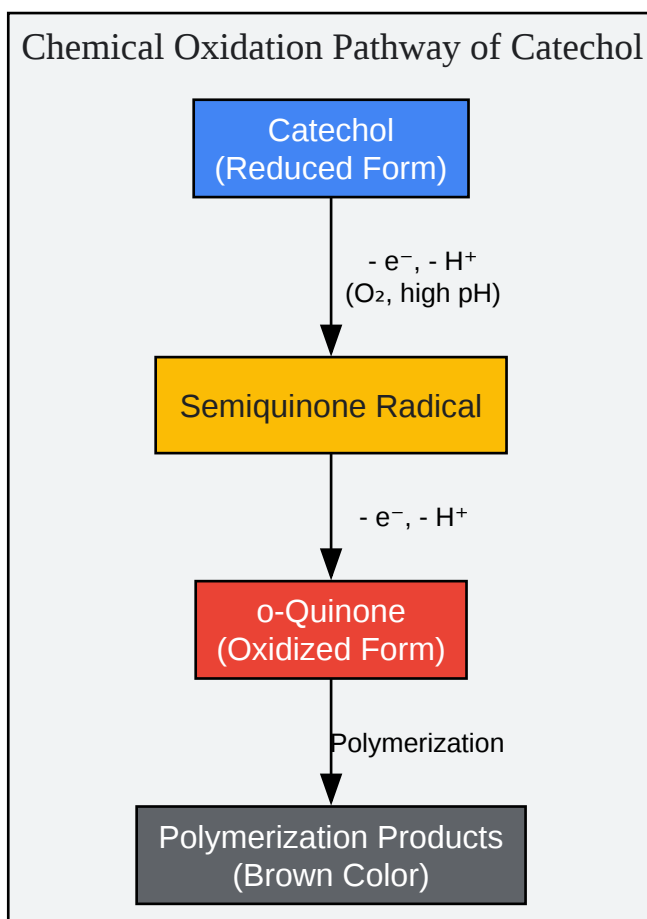 Chemical Oxidation Pathway of Catechol
Catechol
(Reduced Form)
- e⁻, - H⁺
(O₂, high pH)
Semiquinone Radical
- e⁻, - H⁺
o-Quinone
(Oxidized Form)
Polymerization
Polymerization Products
(Brown Color)